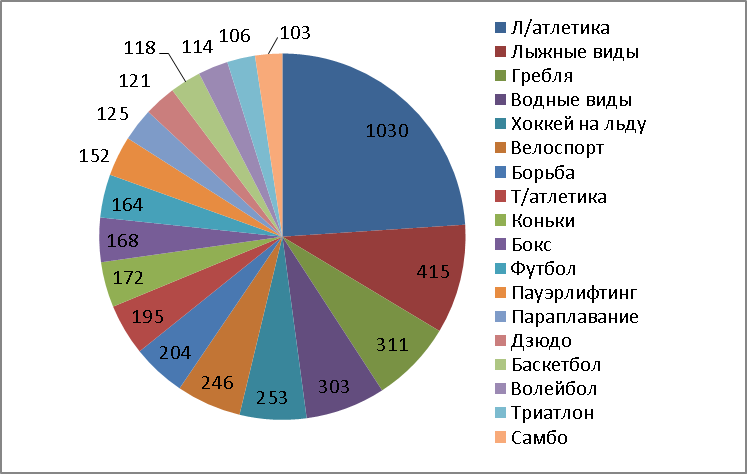 1030
415
311
303
253
246
204
195
172
168
164
152
125
121
118
114
106
103
Л/атлетика
Лыжные виды
Гребля
Водные виды
Хоккей на льду
Велоспорт
Борьба
Т/атлетика
Коньки
Бокс
Футбол
Пауэрлифтинг
Параплавание
Дзюдо
Баскетбол
Волейбол
Триатлон
Самбо